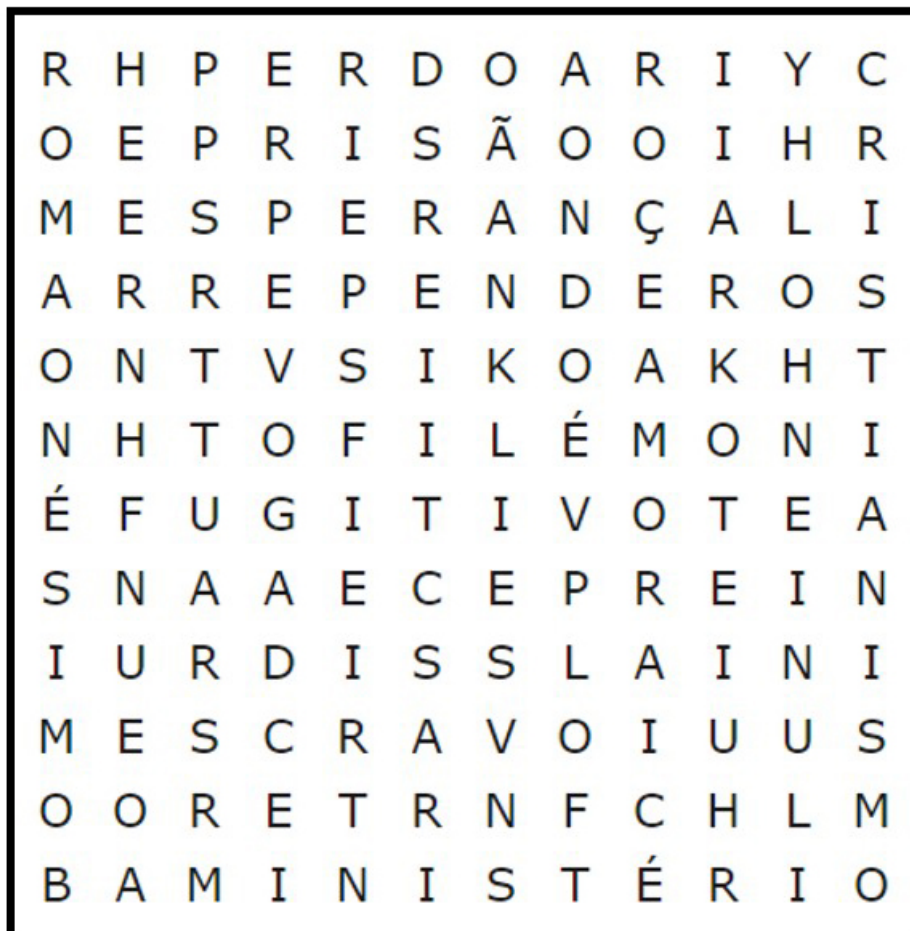 R H P E R D O A R I Y C
O E P R I S Ã O O I H R
M E S P E R A N Ç A L I
A R R E P E N D E R O S
O N T V S I K O A K H T
N H T O F I L É M O N I
É F U G I T I V O T E A
S N A A E C E P R E I N
I U R D I S S L A I N I
M E S C R A V O I U U S
O O R E T R N F C H L M
B A M I N I S T É R I O